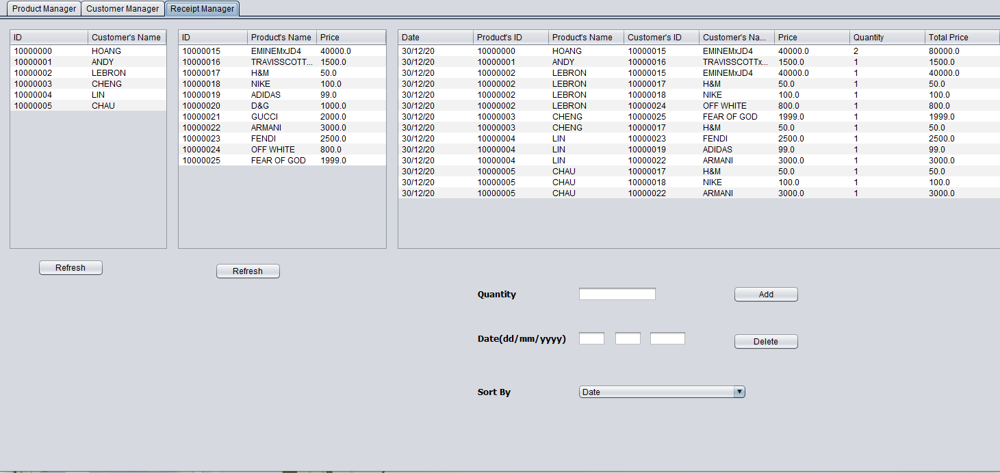 Product Manager Customer Manager Receipt Manager
ID Customer's Name
10000000 HOANG
10000001 ANDY
10000002 LEBRON
10000003 CHENG
10000004 LIN
10000005 CHAU
Refresh
ID Product's Name Price
10000015 EMINEMxJD4 40000.0
10000016 TRAVISSCOTT... 1500.0
10000017 H&M 50.0
10000018 NIKE 100.0
10000019 ADIDAS 99.0
10000020 D&G 1000.0
10000021 GUCCI 2000.0
10000022 ARMANI 3000.0
10000023 FENDI 2500.0
10000024 OFF WHITE 800.0
10000025 FEAR OF GOD 1999.0
Refresh
Date Product's ID Product's Name Customer's ID Customer's Na... Price Quantity Total Price
30/12/20 10000000 HOANG 10000015 EMINEMxJD4 40000.0 2 80000.0
30/12/20 10000001 ANDY 10000016 TRAVISSCOTTx... 1500.0 1 1500.0
30/12/20 10000002 LEBRON 10000015 EMINEMxJD4 40000.0 1 40000.0
30/12/20 10000002 LEBRON 10000017 H&M 50.0 1 50.0
30/12/20 10000002 LEBRON 10000018 NIKE 100.0 1 100.0
30/12/20 10000002 LEBRON 10000024 OFF WHITE 800.0 1 800.0
30/12/20 10000003 CHENG 10000025 FEAR OF GOD 1999.0 1 1999.0
30/12/20 10000003 CHENG 10000017 H&M 50.0 1 50.0
30/12/20 10000004 LIN 10000023 FENDI 2500.0 1 2500.0
30/12/20 10000004 LIN 10000019 ADIDAS 99.0 1 99.0
30/12/20 10000004 LIN 10000022 ARMANI 3000.0 1 3000.0
30/12/20 10000005 CHAU 10000017 H&M 50.0 1 50.0
30/12/20 10000005 CHAU 10000018 NIKE 100.0 1 100.0
30/12/20 10000005 CHAU 10000022 ARMANI 3000.0 1 3000.0
Quantity Add
Date(dd/mm/yyyy) Delete
Sort By Date